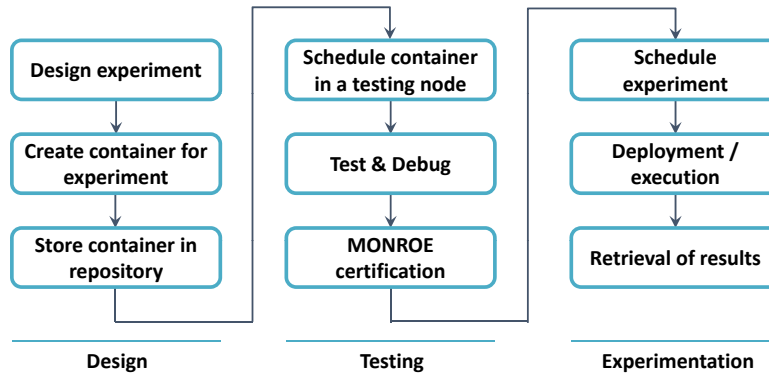 Design experiment
Create container for
experiment
Store container in
repository
Design
Schedule container
in a testing node
Test & Debug
MONROE
certification
Testing
Schedule
experiment
Deployment /
execution
Retrieval of results
Experimentation